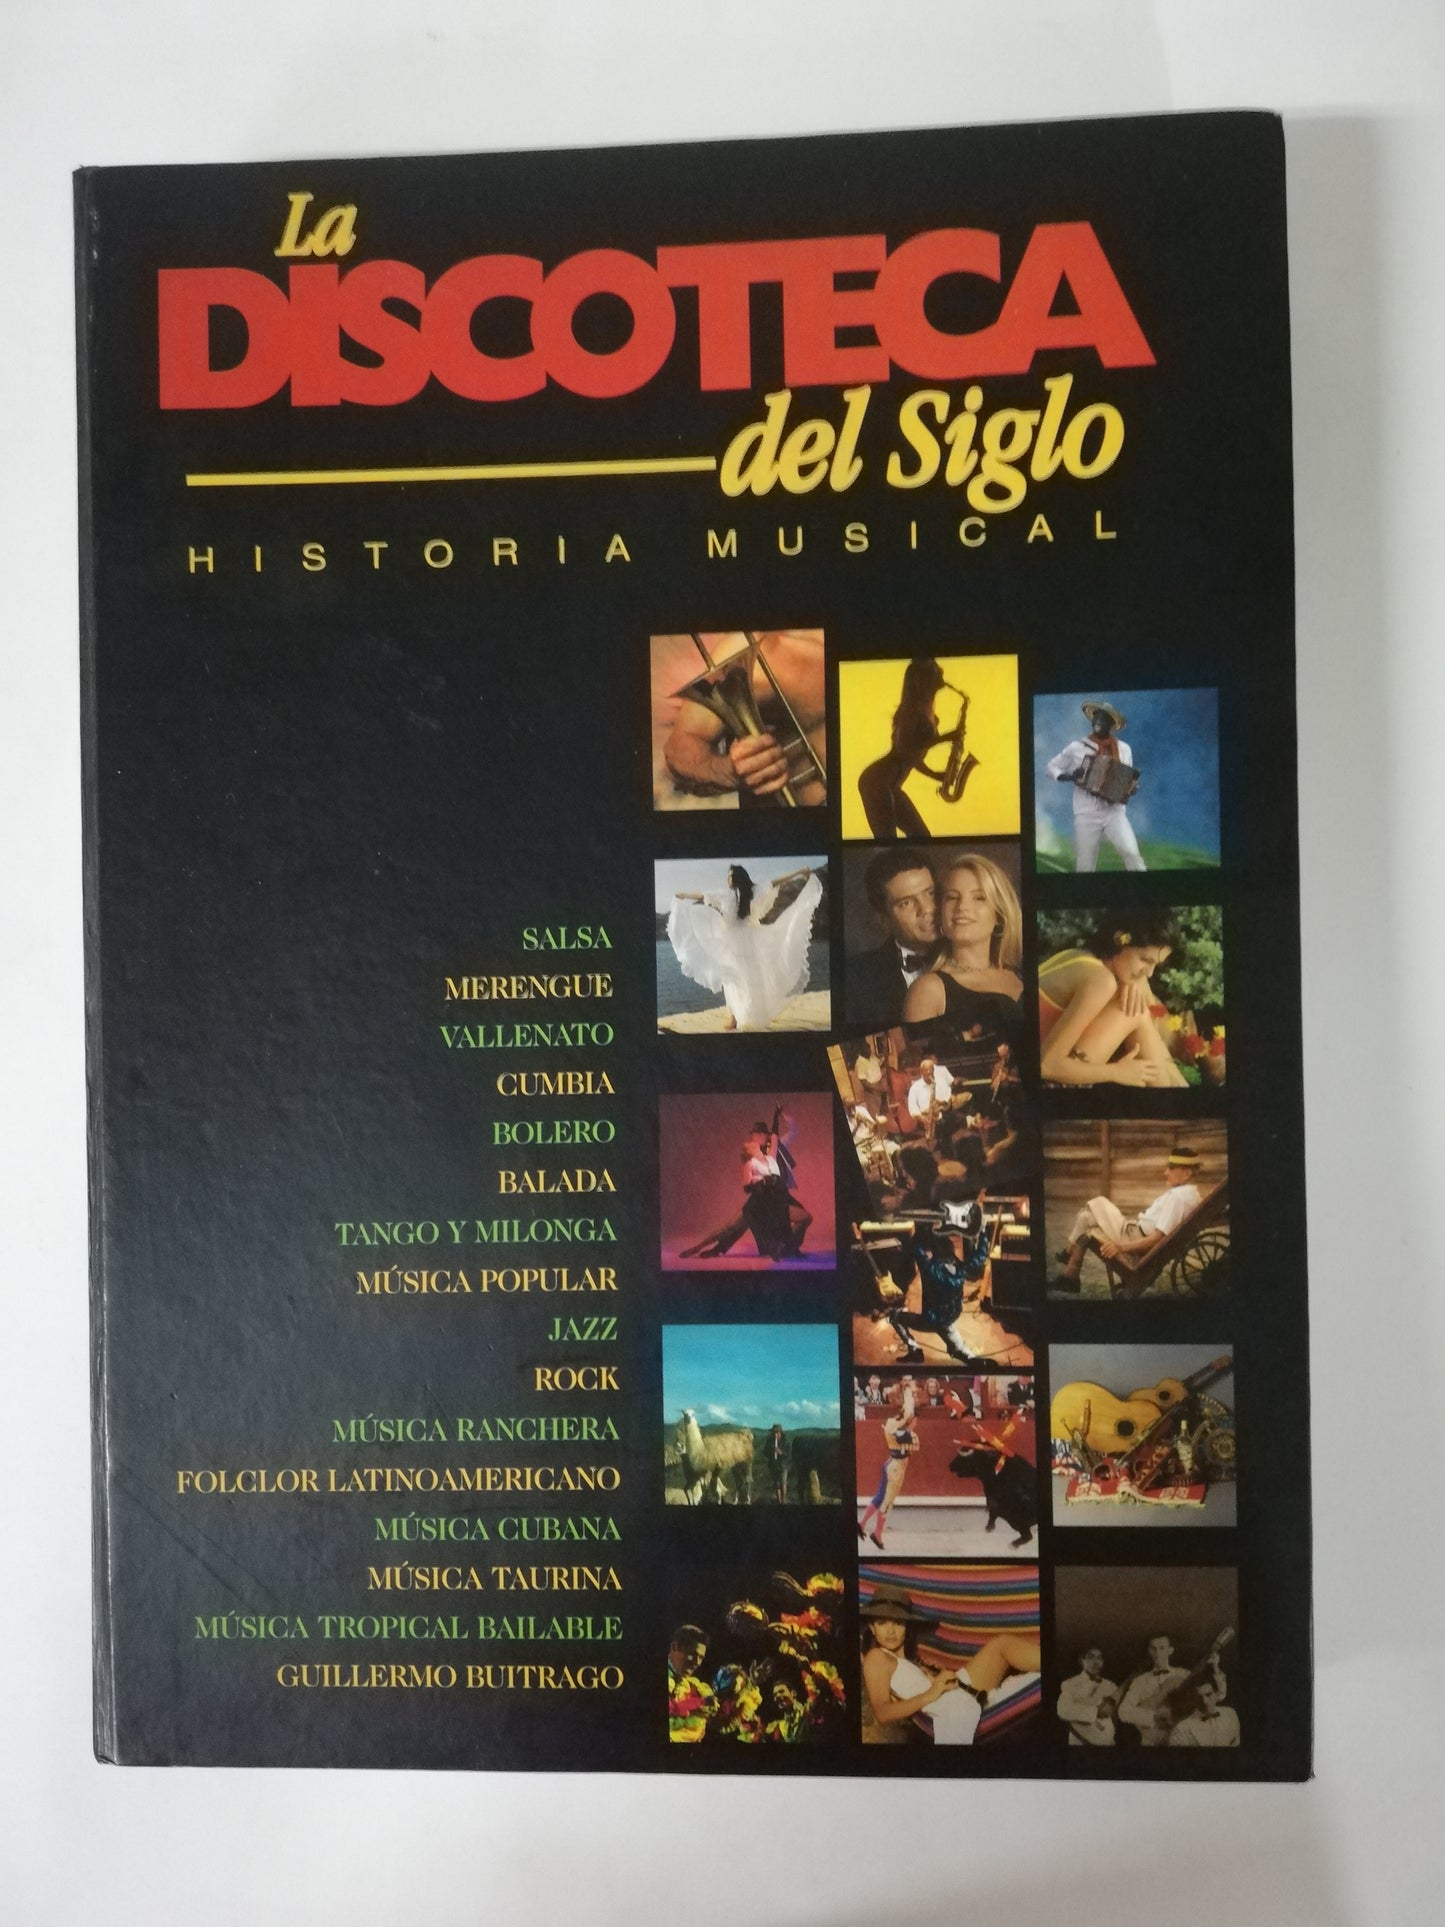 La
DISCOTECA
del Siglo
HISTORIA MUSICAL
SALSA
MERENGUE
VALLENATO
CUMBIA
BOLERO
BALADA
TANGO Y MILONGA
MÚSICA POPULAR
JAZZ
ROCK
MÚSICA RANCHERA
FOLCLOR LATINOAMERICANO
MÚSICA CUBANA
MÚSICA TAURINA
MÚSICA TROPICAL BAILABLE
GUILLERMO BUITRAGO